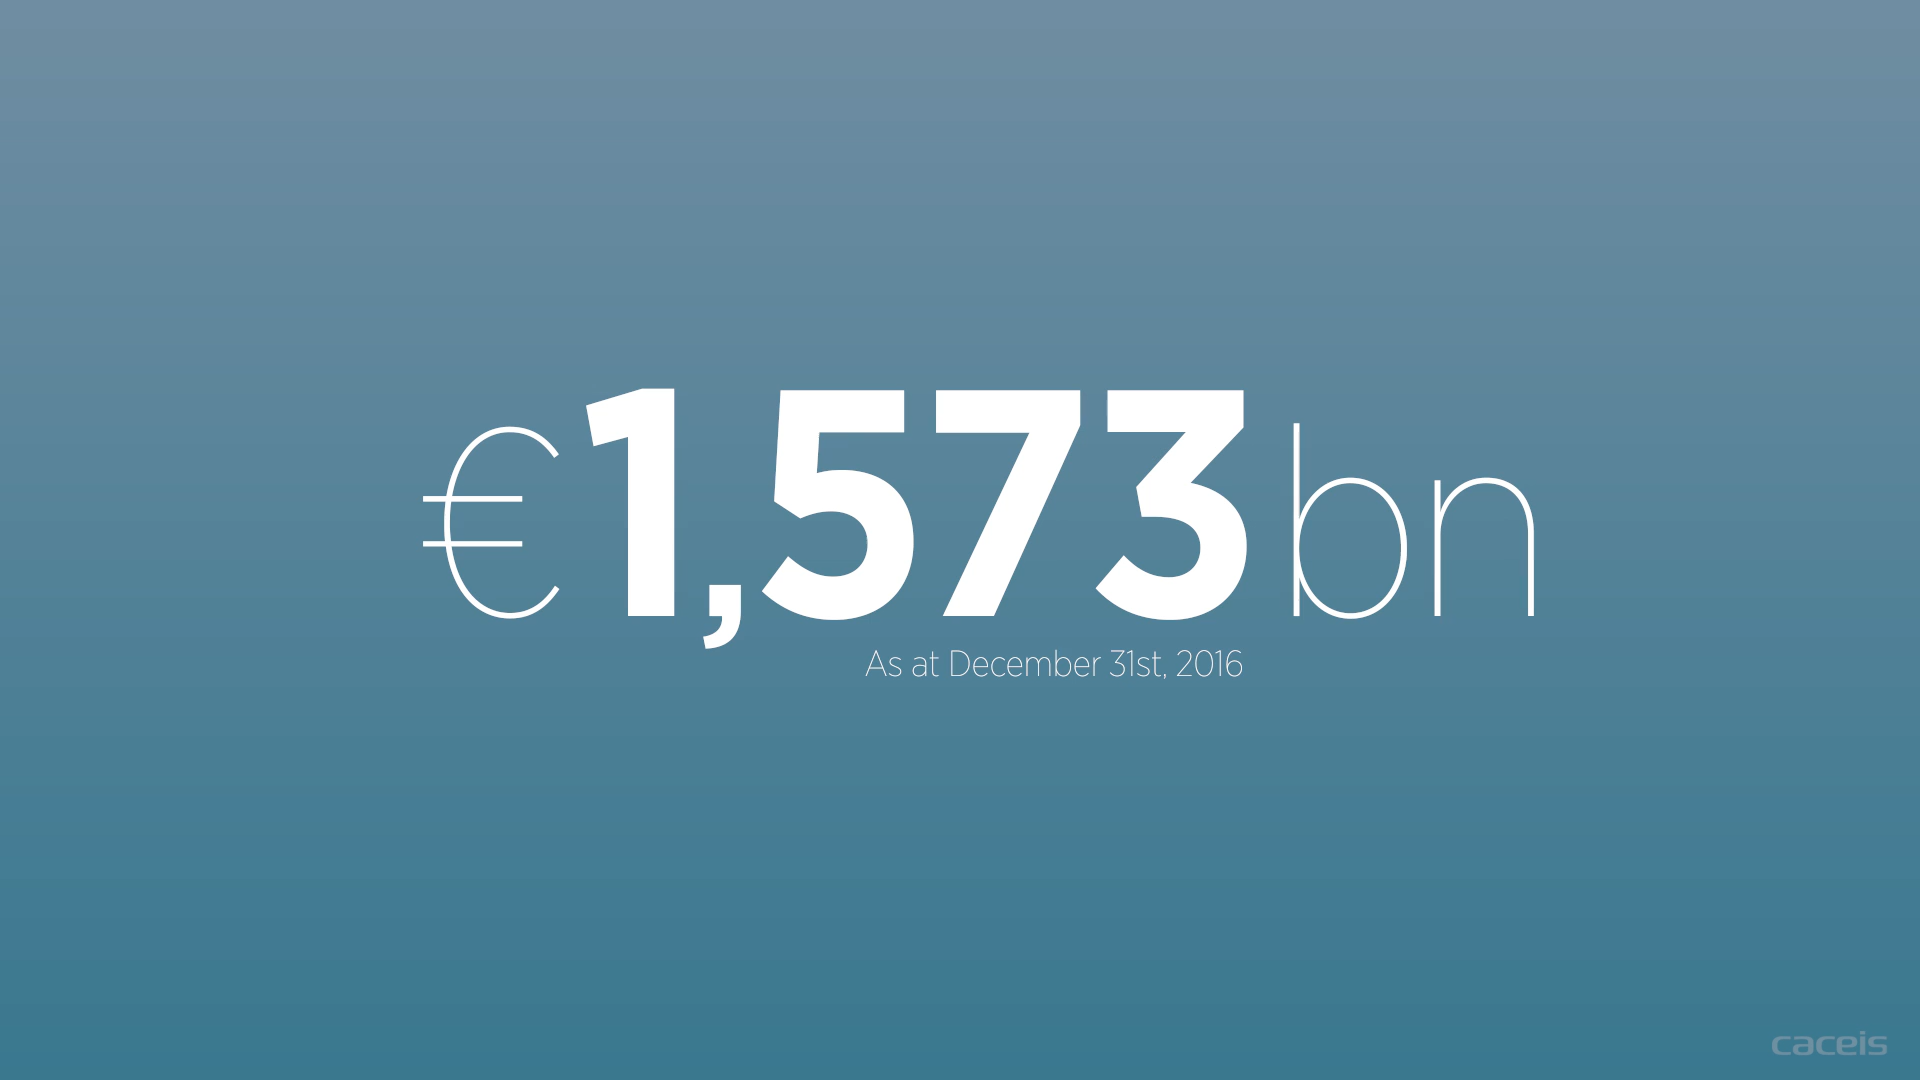 €1,573bn
As at December 31st, 2016
caceis